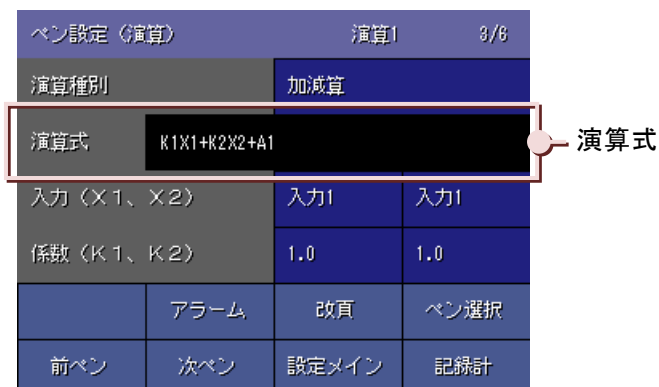 ペン設定（演算） 演算1 3/6
演算種別 加減算
演算式 K1X1+K2X2+A1
演算式
入力（X1、X2） 入力1 入力1
係数（K1、K2） 1.0 1.0
アラーム 改頁 ペン選択
前ペン 次ペン 設定メイン 記録計